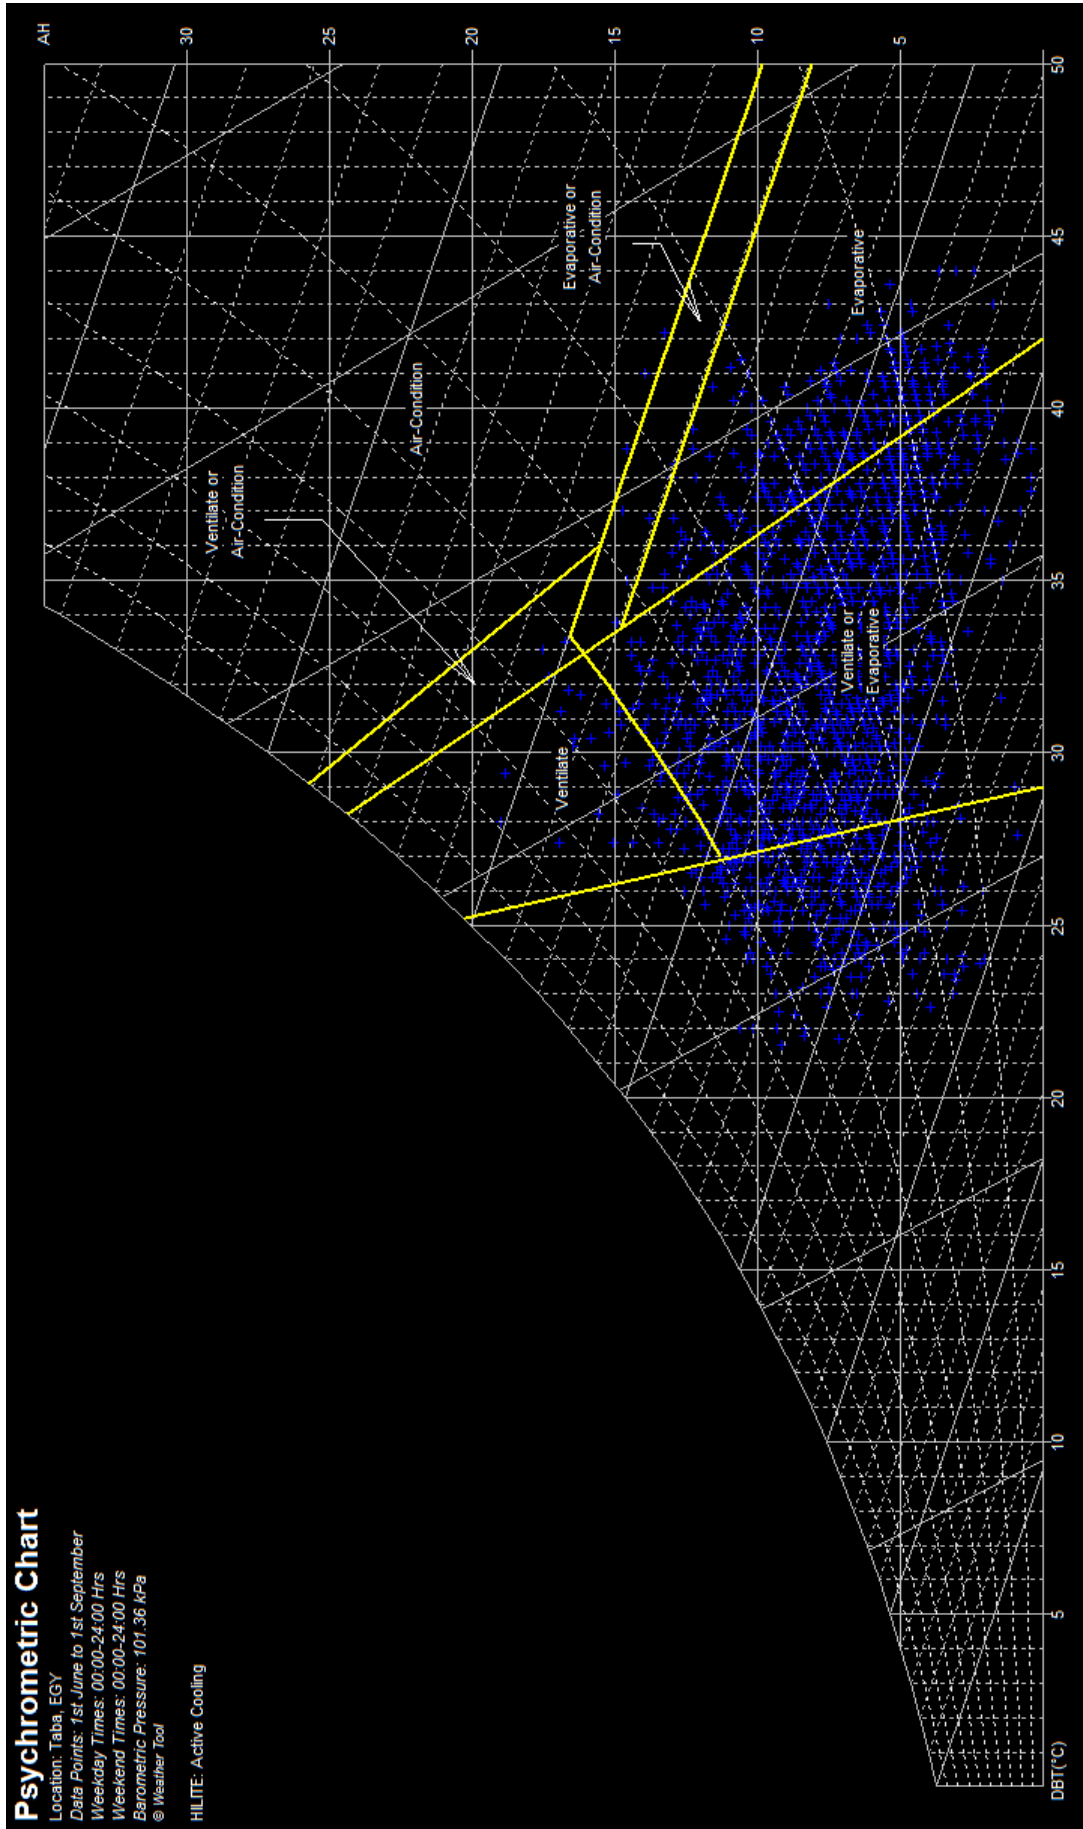 Psychrometric Chart
Location: Taba, EGY
Data Points: 1st June to 1st September
Weekday Times: 00:00-24:00 Hrs
Weekend Times: 00:00-24:00 Hrs
Barometric Pressure: 101.36 kPa
© Weather Tool
HILITE: Active Cooling
AH
30
25
20
15
10
5
Ventilate or
Air-Condition
Air-Condition
Evaporative or
Air-Condition
Ventilate
Ventilate or
Evaporative
Evaporative
DBT(°C)
5
10
15
20
25
30
35
40
45
50